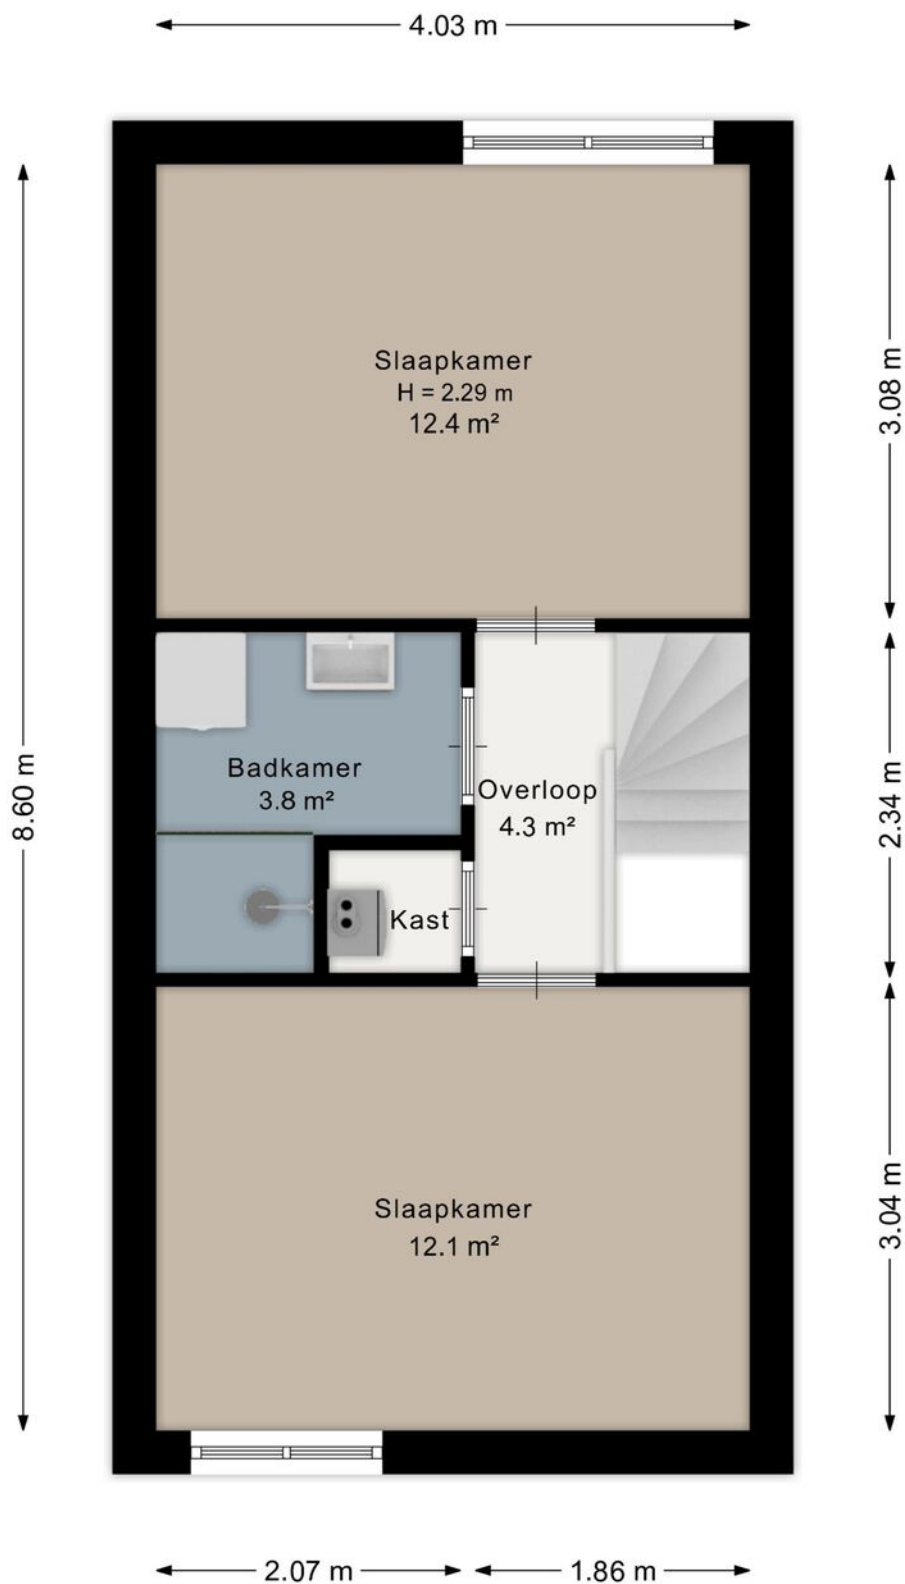 4.03 m
Slaapkamer
H = 2.29 m
12.4 m²
3.08 m
8.60 m
Badkamer
3.8 m²
Overloop
4.3 m²
2.34 m
Kast
Slaapkamer
12.1 m²
3.04 m
2.07 m
1.86 m